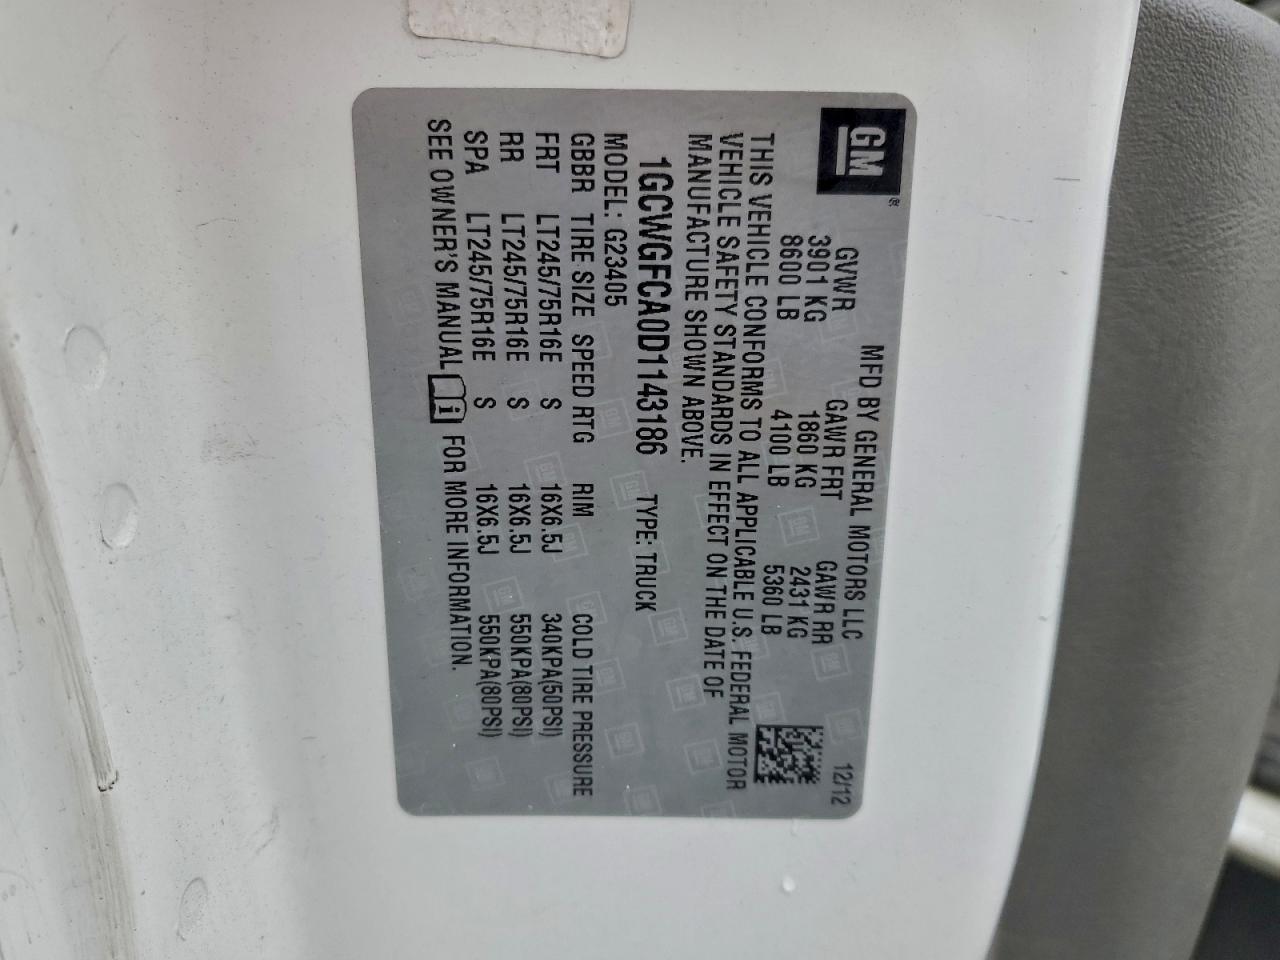 GM®
MFD BY GENERAL MOTORS LLC 12/12
GVWR GAWR FRT GAWR RR
3901 KG 1860 KG 2431 KG
8600 LB 4100 LB 5360 LB
THIS VEHICLE CONFORMS TO ALL APPLICABLE U.S. FEDERAL MOTOR
VEHICLE SAFETY STANDARDS IN EFFECT ON THE DATE OF
MANUFACTURE SHOWN ABOVE.
1GCWGFCA0D1143186 TYPE: TRUCK
MODEL: G23405
GBBR TIRE SIZE SPEED RTG RIM COLD TIRE PRESSURE
FRT LT245/75R16E S 16X6.5J 340KPA(50PSI)
RR LT245/75R16E S 16X6.5J 550KPA(80PSI)
SPA LT245/75R16E S 16X6.5J 550KPA(80PSI)
SEE OWNER'S MANUAL i FOR MORE INFORMATION.